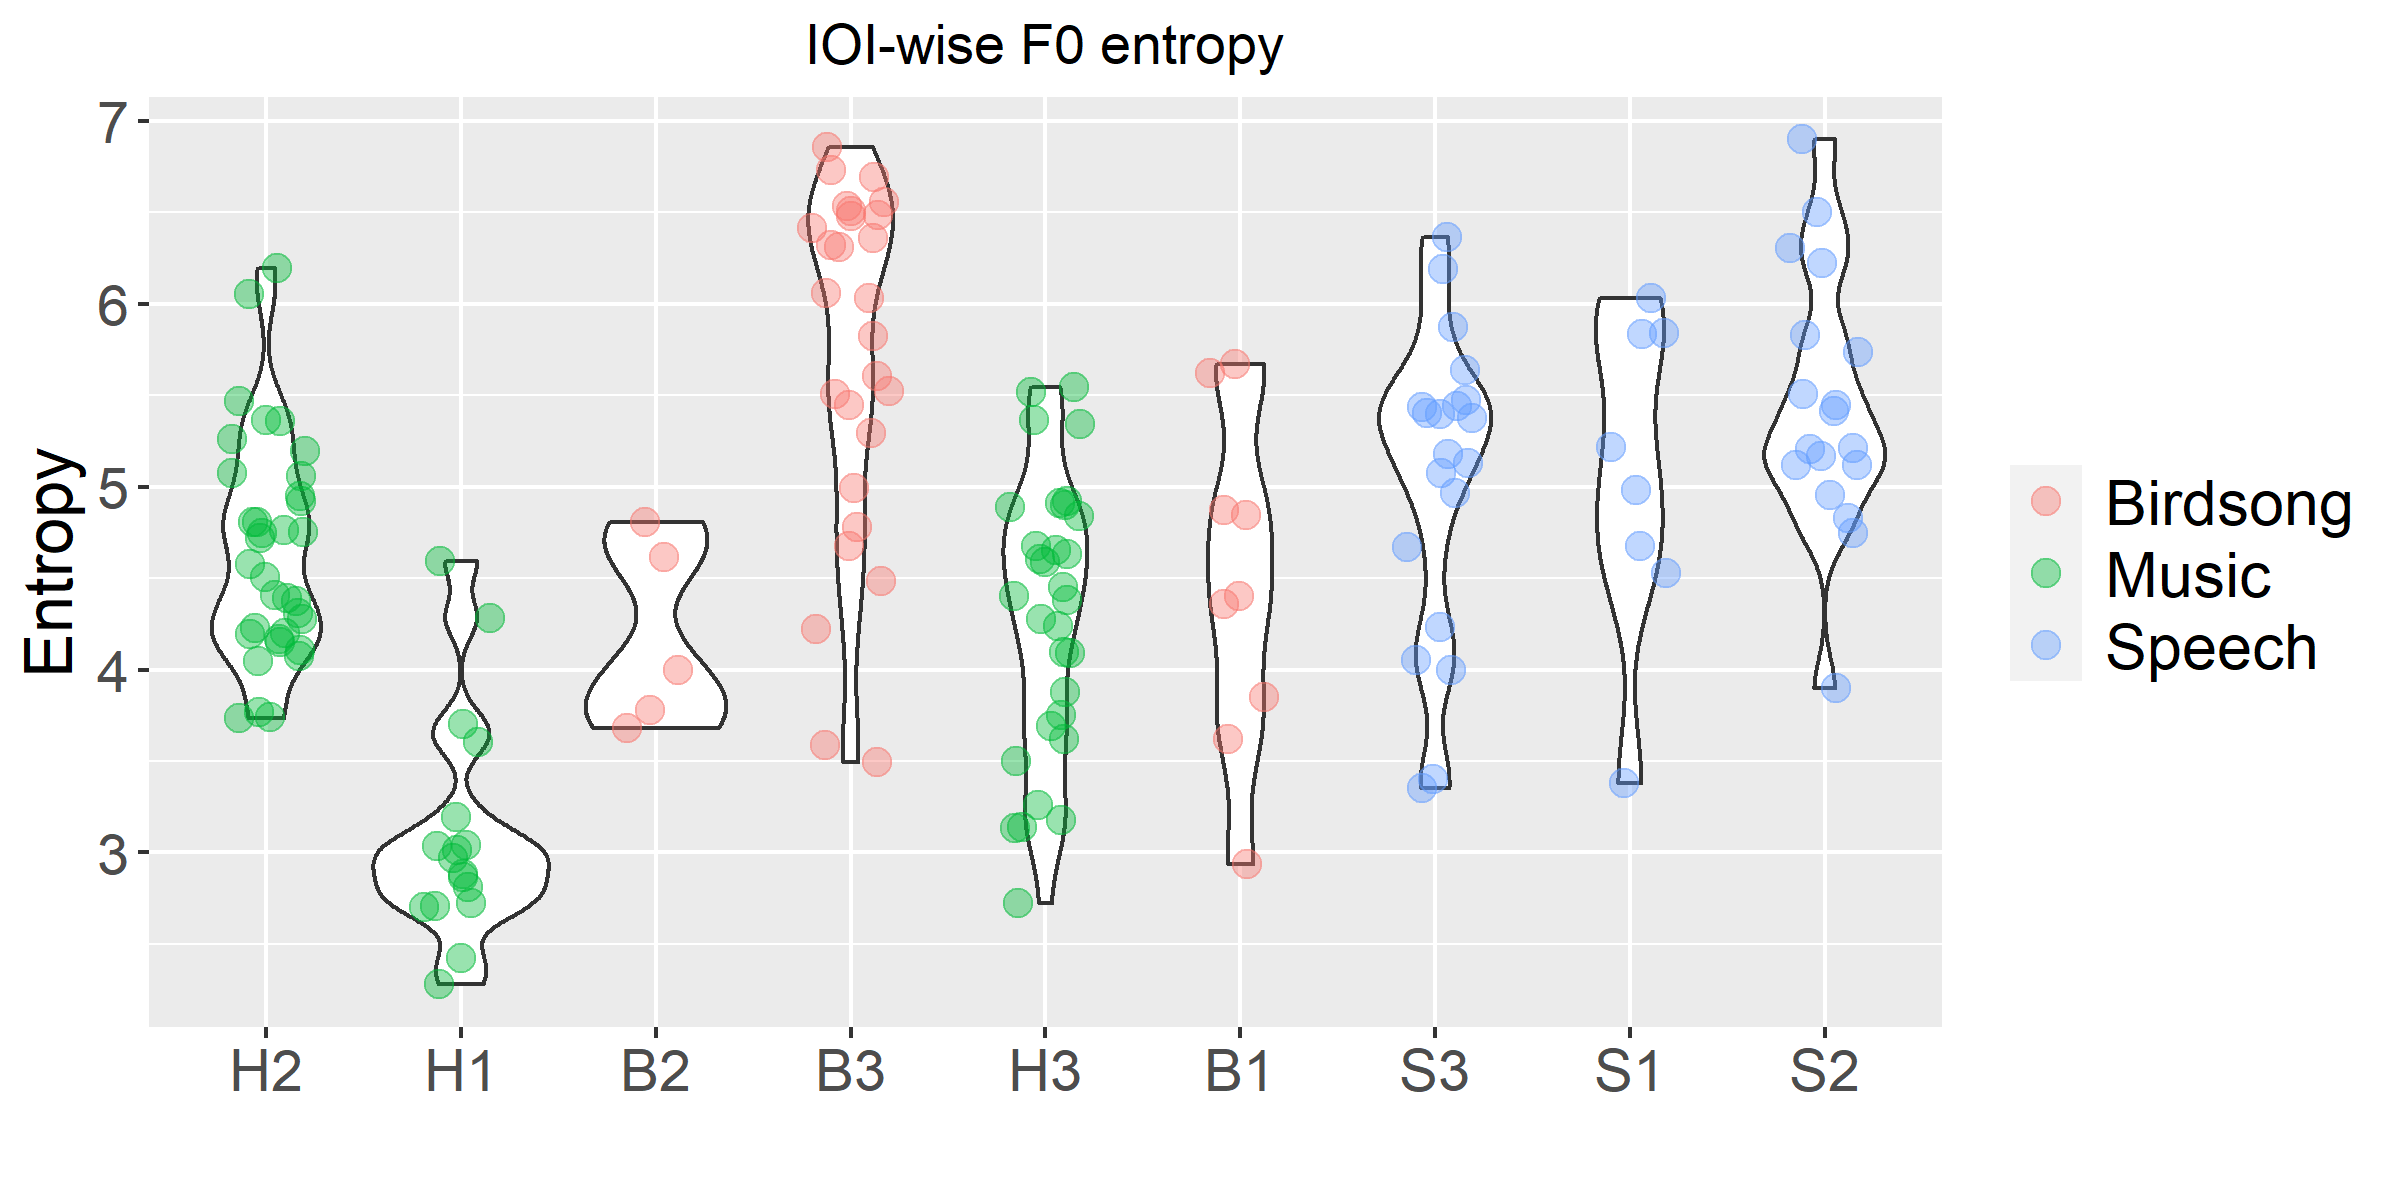 IOI-wise F0 entropy
Entropy
7
6
5
4
3
H2 H1 B2 B3 H3 B1 S3 S1 S2
Birdsong
Music
Speech